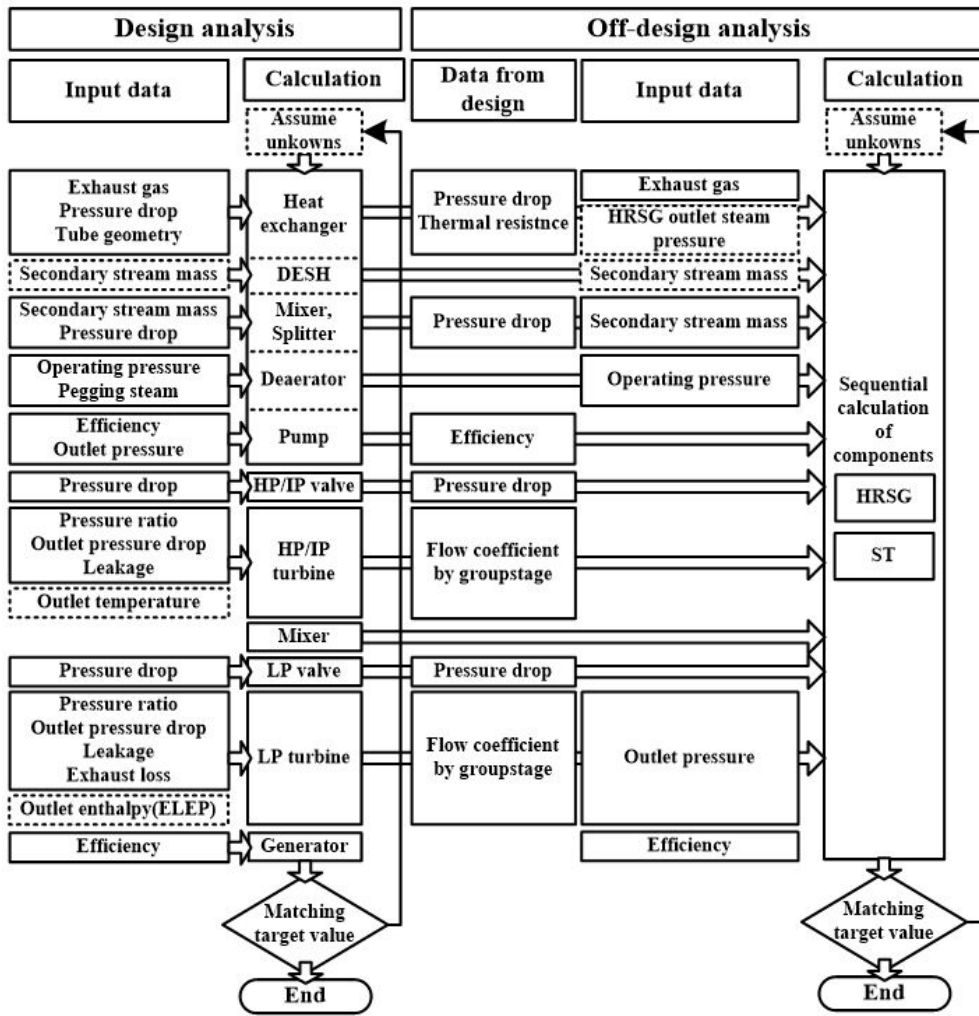 Design analysis
Off-design analysis
Input data
Calculation
Data from
design
Input data
Calculation
Assume
unkowns
Assume
unkowns
Exhaust gas
Pressure drop
Tube geometry
Heat
exchanger
Pressure drop
Thermal resistnce
Exhaust gas
HRSG outlet steam
pressure
Secondary stream mass
DESH
Secondary stream mass
Secondary stream mass
Pressure drop
Mixer,
Splitter
Pressure drop
Secondary stream mass
Operating pressure
Pegging steam
Deaerator
Operating pressure
Efficiency
Outlet pressure
Pump
Efficiency
Pressure drop
HP/IP valve
Pressure drop
Pressure ratio
Outlet pressure drop
Leakage
Outlet temperature
HP/IP
turbine
Flow coefficient
by groupstage
Mixer
Pressure drop
LP valve
Pressure drop
Pressure ratio
Outlet pressure drop
Leakage
Exhaust loss
Outlet enthalpy(ELEP)
LP turbine
Flow coefficient
by groupstage
Outlet pressure
Efficiency
Generator
Efficiency
Sequential
calculation
of
components
HRSG
ST
Matching
target value
Matching
target value
End
End